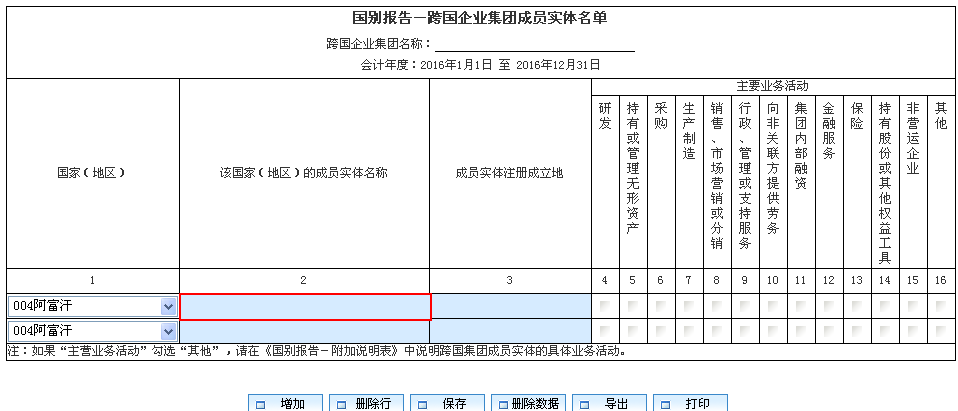 国别报告－跨国企业集团成员实体名单
跨国企业集团名称：
会计年度：2016年1月1日 至 2016年12月31日
国家（地区）
该国家（地区）的成员实体名称
成员实体注册成立地
主要业务活动
研发
持有或管理无形资产
采购
生产制造
销售、市场营销或分销
行政、管理或支持服务
向非关联方提供劳务
集团内部融资
金融服务
保险
持有股份或其他权益工具
非营运企业
其他
1 2 3 4 5 6 7 8 9 10 11 12 13 14 15 16
004阿富汗
004阿富汗
注：如果“主营业务活动”勾选“其他”，请在《国别报告－附加说明表》中说明跨国集团成员实体的具体业务活动。
增加 删除行 保存 删除数据 导出 打印